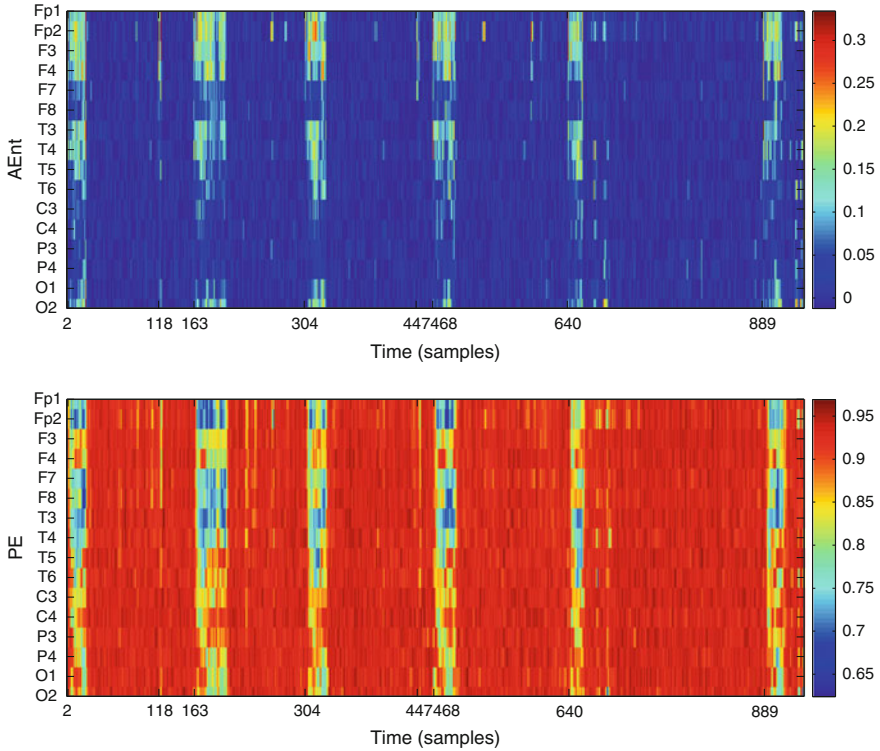 Fp1
Fp2
F3
F4
F7
F8
T3
T4
T5
T6
C3
C4
P3
P4
O1
O2
AEnt
2 118 163 304 447468 640 889
Time (samples)
0.3
0.25
0.2
0.15
0.1
0.05
0
Fp1
Fp2
F3
F4
F7
F8
T3
T4
T5
T6
C3
C4
P3
P4
O1
O2
PE
2 118 163 304 447468 640 889
Time (samples)
0.95
0.9
0.85
0.8
0.75
0.7
0.65